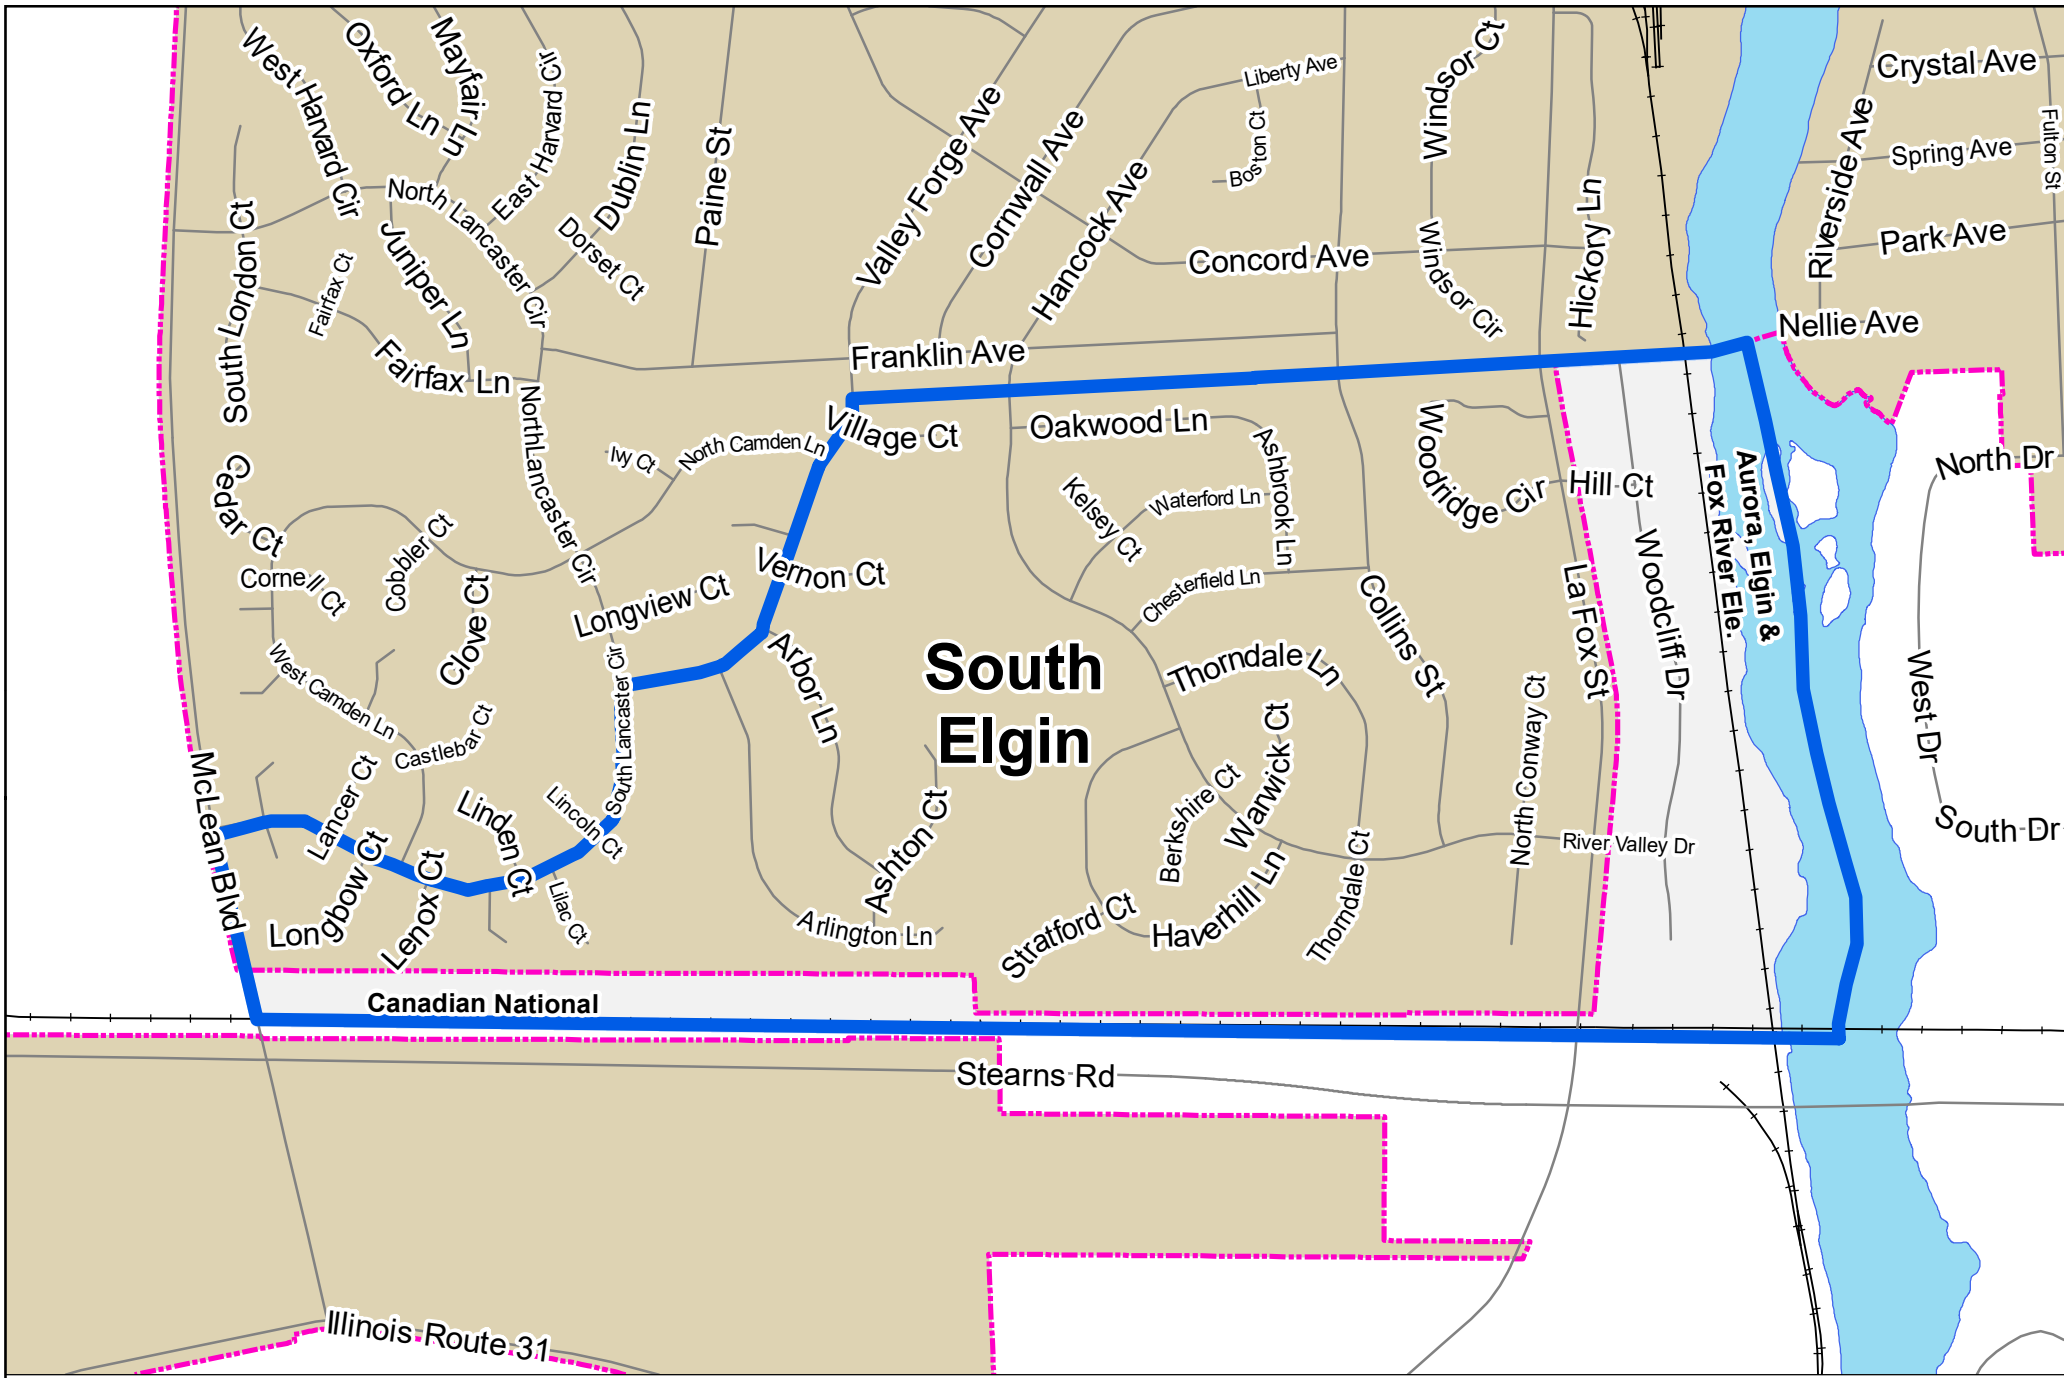 West Harvard Cir
Oxford Ln
Mayfair Ln
East Harvard Cir
Dublin Ln
Paine St
Valley Forge Ave
Cornwall Ave
Hancock Ave
Liberty Ave
Boston Ct
Windsor Ct
Crystal Ave
Riverside Ave
Spring Ave
Fulton St
Park Ave
Nellie Ave
North Lancaster Cir
South London Ct
Fairfax Ct
Juniper Ln
Dorset Ct
Concord Ave
Windsor Cir
Hickory Ln
Fairfax Ln
Franklin Ave
North Lancaster Cir
Village Ct
Oakwood Ln
Ivy Ct
North Camden Ln
Ashbrook Ln
Woodridge Cir
Hill Ct
Aurora, Elgin &
Fox River Ele.
North Dr
Cedar Ct
Kelsey Ct
Waterford Ln
Cobbler Ct
Cornell Ct
Clove Ct
Longview Ct
Vernon Ct
Chesterfield Ln
Collins St
La Fox St
Woodcliff Dr
West Camden Ln
South Lancaster Cir
Arbor Ln
South
Elgin
Thorndale Ln
West Dr
Castlebar Ct
Warwick Ct
North Conway Ct
McLean Blvd
Lancer Ct
Linden Ct
Lincoln Ct
Ashton Ct
Berkshire Ct
River Valley Dr
South Dr
Longbow Ct
Lenox Ct
Lilac Ct
Arlington Ln
Stratford Ct
Haverhill Ln
Thorndale Ct
Canadian National
Stearns Rd
Illinois Route 31